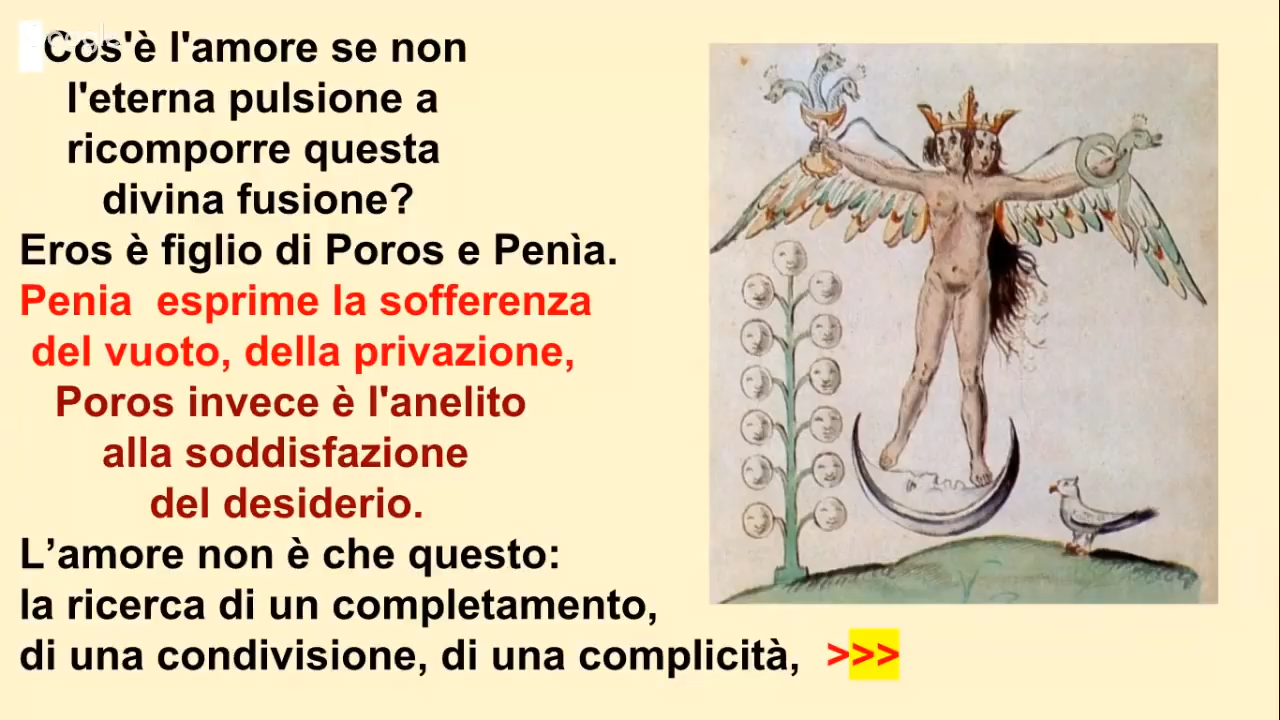 Cos'è l'amore se non
l'eterna pulsione a
ricomporre questa
divina fusione?
Eros è figlio di Poros e Penìa.
Penia esprime la sofferenza
del vuoto, della privazione,
Poros invece è l'anelito
alla soddisfazione
del desiderio.
L’amore non è che questo:
la ricerca di un completamento,
di una condivisione, di una complicità, >>>